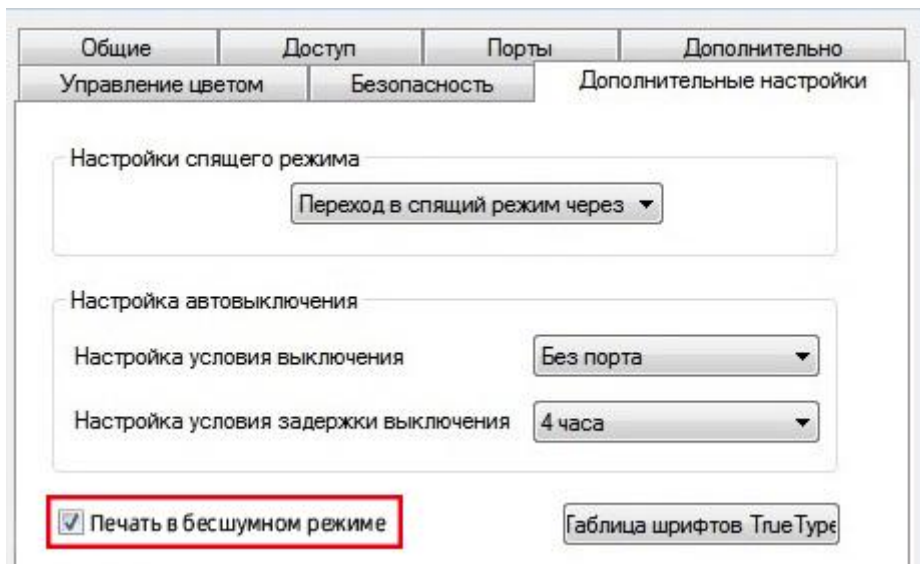 Общие Доступ Порты Дополнительно
Управление цветом Безопасность Дополнительные настройки
Настройки спящего режима
Переход в спящий режим через
Настройка автовыключения
Настройка условия выключения Без порта
Настройка условия задержки выключения 4 часа
Печать в бесшумном режиме Таблица шрифтов TrueType